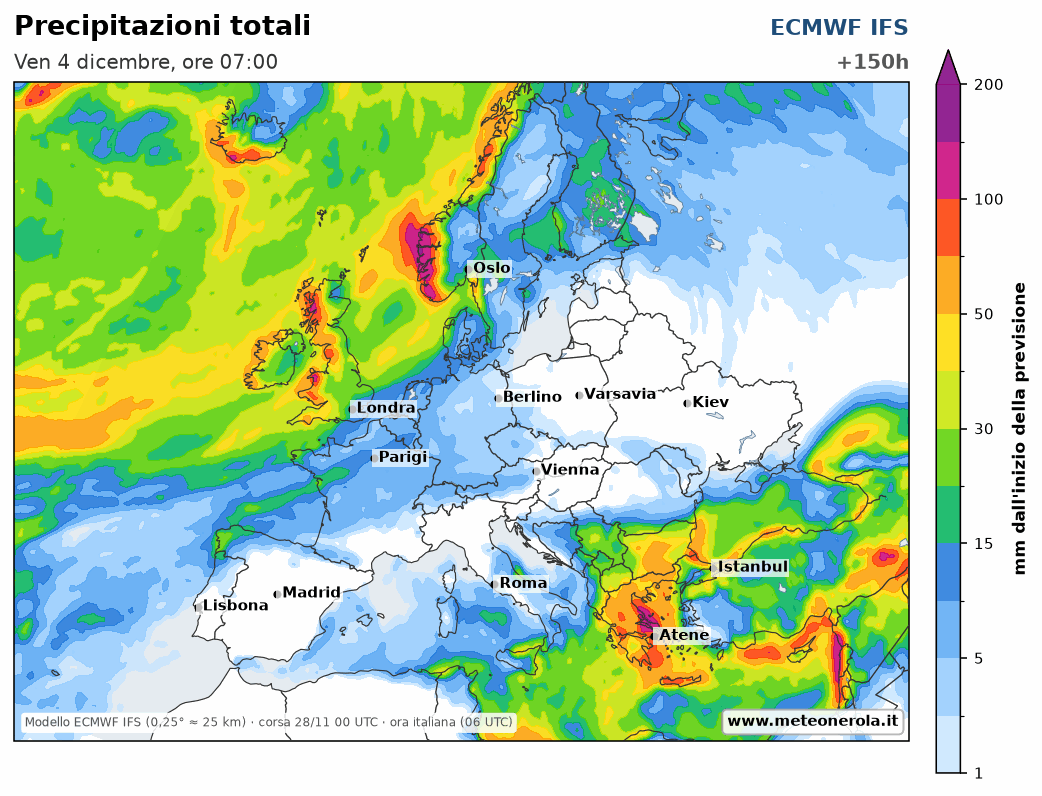 Precipitazioni totali
ECMWF IFS
Ven 4 dicembre, ore 07:00
+150h
200
100
50
30
15
5
1
mm dall'inizio della previsione
Oslo
Berlino
Varsavia
Kiev
Londra
Parigi
Vienna
Istanbul
Roma
Madrid
Lisbona
Atene
Modello ECMWF IFS (0,25° ≈ 25 km) · corsa 28/11 00 UTC · ora italiana (06 UTC)
www.meteonerola.it